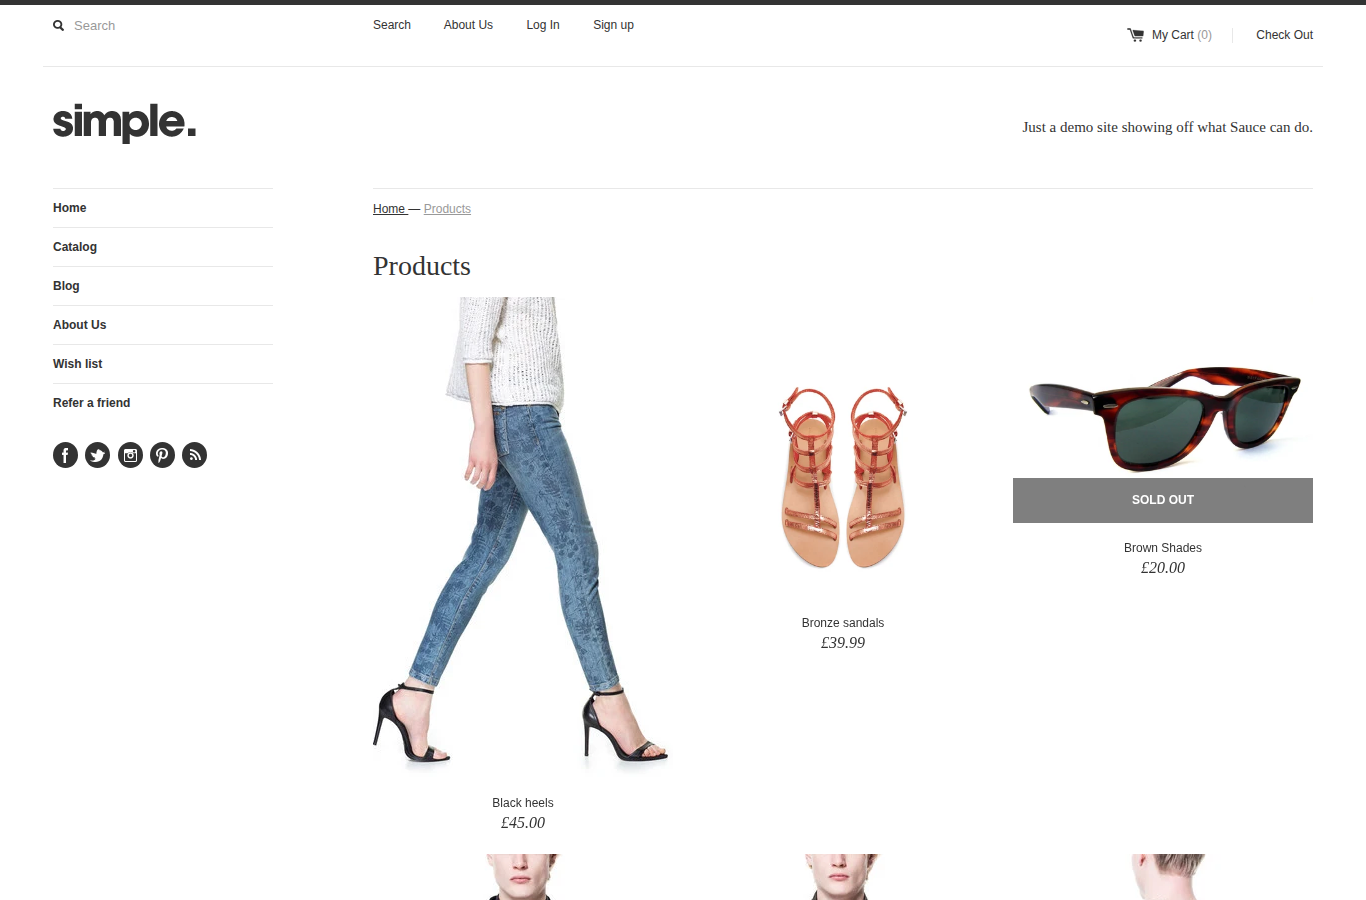 Search
Search About Us Log In Sign up
My Cart (0) Check Out
simple.
Just a demo site showing off what Sauce can do.
Home
Catalog
Blog
About Us
Wish list
Refer a friend
Home — Products
Products
SOLD OUT
Brown Shades
£20.00
Bronze sandals
£39.99
Black heels
£45.00